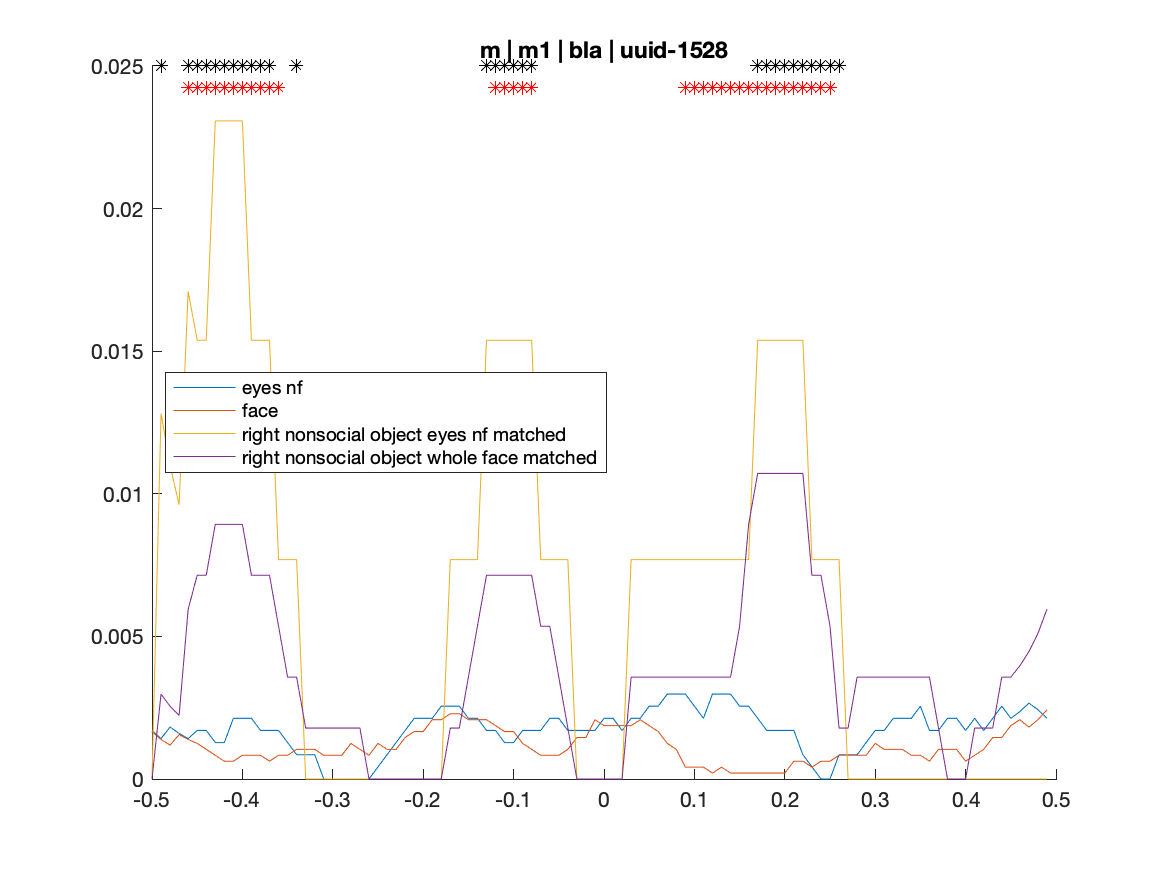 m | m1 | bla | uuid-1528
0.025
0.02
0.015
0.01
0.005
0
eyes nf
face
right nonsocial object eyes nf matched
right nonsocial object whole face matched
-0.5 -0.4 -0.3 -0.2 -0.1 0 0.1 0.2 0.3 0.4 0.5